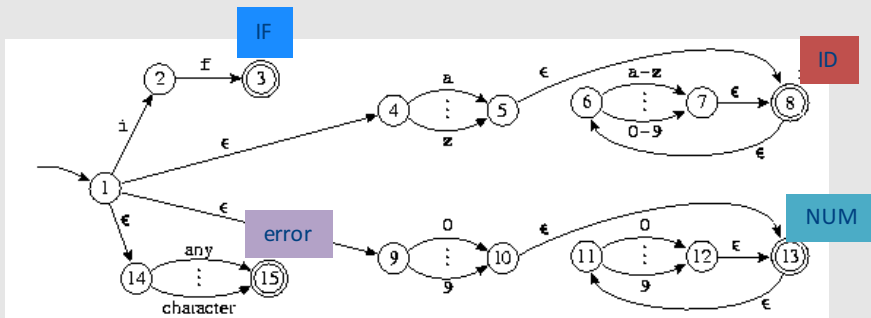 IF
ID
2 f 3
a
ϵ
a-z
4 ⋮ 5
6 ⋮ 7 ϵ 8
z
0-9
i
ϵ
ϵ
1
ϵ
NUM
ϵ
error
0
ϵ
0
any
9 ⋮ 10
11 ⋮ 12 ϵ 13
14 ⋮ 15
9
9
character
ϵ